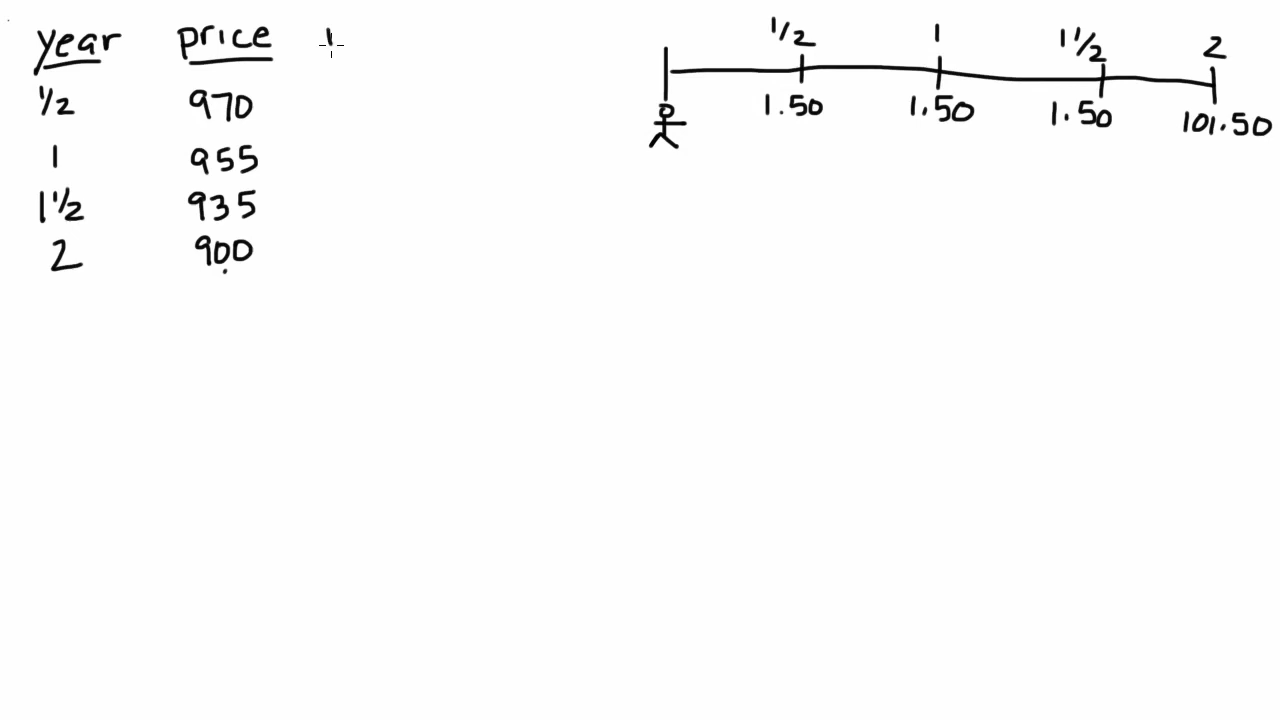 year price
1/2 970
1 955
1 1/2 935
2 900
1/2 1 1 1/2 2
0 1.50 1.50 1.50 101.50